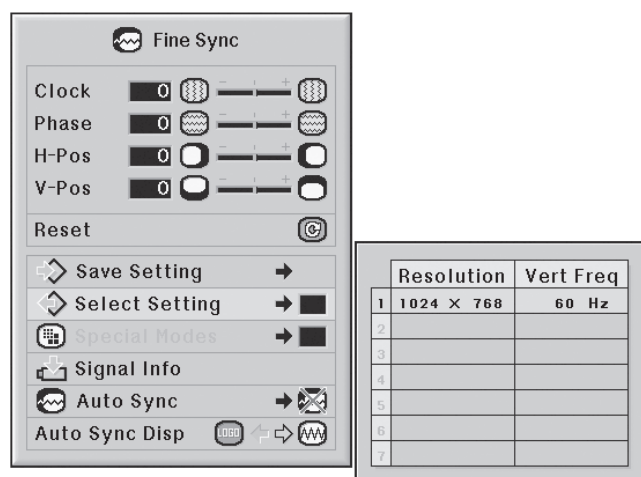 Fine Sync
Clock 0 - +
Phase 0 - +
H-Pos 0 - +
V-Pos 0 - +
Reset
Save Setting
Select Setting
Special Modes
Signal Info
Auto Sync
Auto Sync Disp LOGO
Resolution Vert Freq
1 1024 × 768 60 Hz
2
3
4
5
6
7